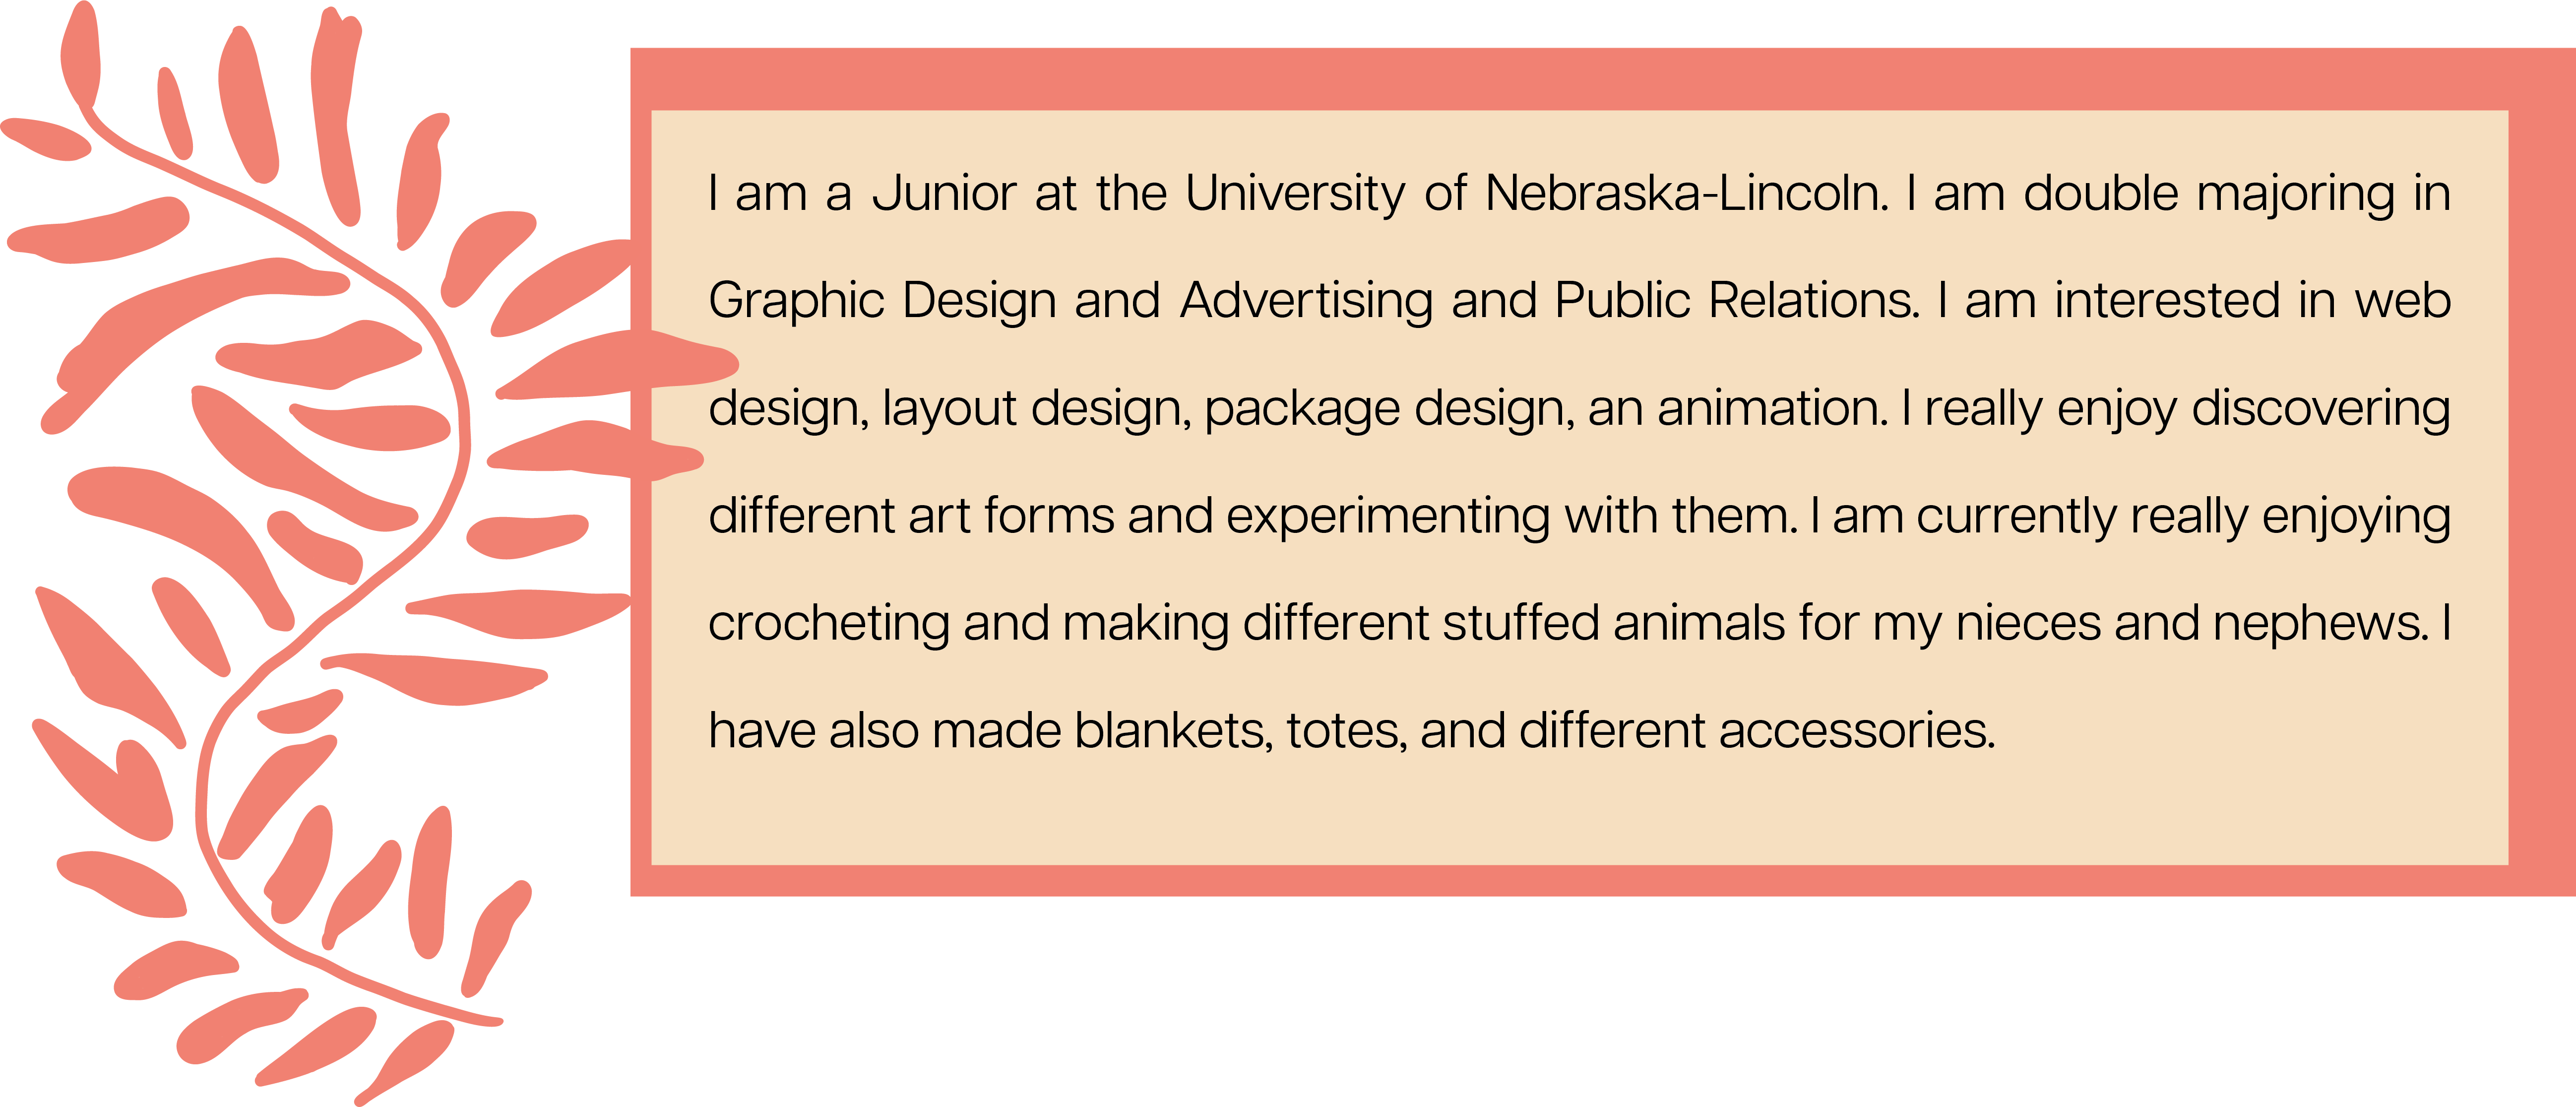 I am a Junior at the University of Nebraska-Lincoln. I am double majoring in
Graphic Design and Advertising and Public Relations. I am interested in web
design, layout design, package design, an animation. I really enjoy discovering
different art forms and experimenting with them. I am currently really enjoying
crocheting and making different stuffed animals for my nieces and nephews. I
have also made blankets, totes, and different accessories.